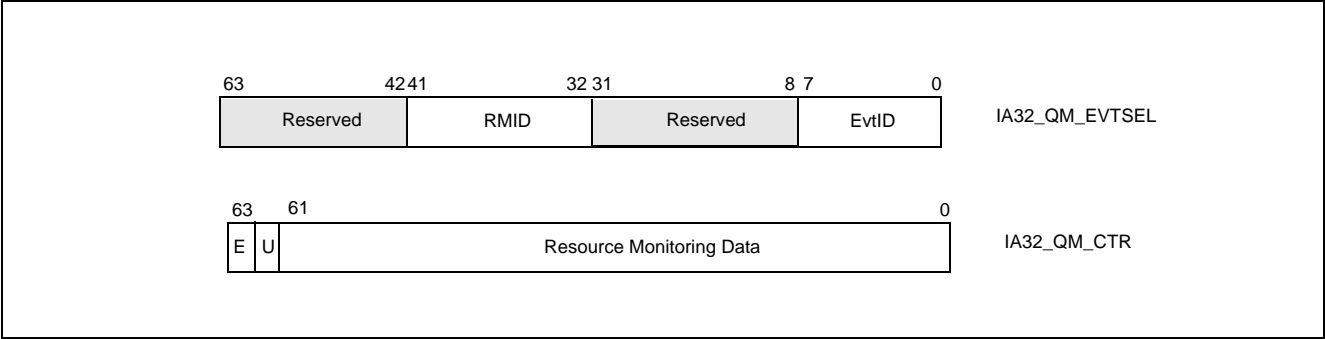 63 42 41 32 31 8 7 0
Reserved RMID Reserved EvtID IA32_QM_EVTSEL
63 61 0
E U Resource Monitoring Data IA32_QM_CTR